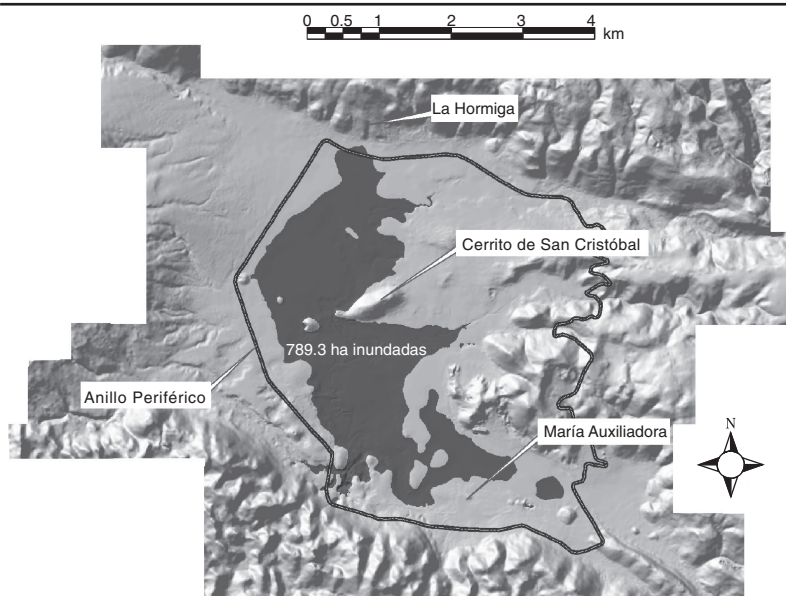 0 0.5 1 2 3 4
km
La Hormiga
Cerrito de San Cristóbal
789.3 ha inundadas
Anillo Periférico
María Auxiliadora
N